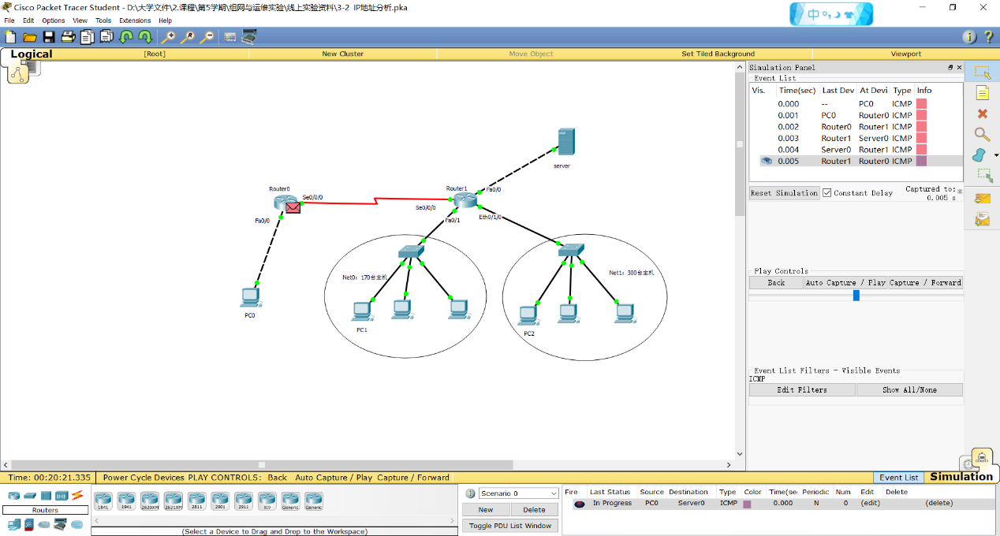 Cisco Packet Tracer Student - D:\大学文件\2.课程\第5学期\组网与运维实验\线上实验资料\3-2 IP地址分析.pka
中
File Edit Options View Tools Extensions Help
Logical [Root] New Cluster Move Object Set Tiled Background Viewport
Simulation Panel
Event List
Vis. Time(sec) Last Dev At Devi Type Info
0.000 -- PC0 ICMP
0.001 PC0 Router0 ICMP
0.002 Router0 Router1 ICMP
0.003 Router1 Server0 ICMP
0.004 Server0 Router1 ICMP
0.005 Router1 Router0 ICMP
Reset Simulation Constant Delay Captured to:
0.005 s
Play Controls
Back Auto Capture / Play Capture / Forward
Event List Filters - Visible Events
ICMP
Edit Filters Show All/None
server
Router0
Se0/0/0
Fa0/0
Router1
Fa0/0
Se0/0/0
Fa0/1
Eth0/1/0
PC0
Net0：170台主机
PC1
Net1：300台主机
PC2
Time: 00:20:21.335 Power Cycle Devices PLAY CONTROLS: Back Auto Capture / Play Capture / Forward Event List Simulation
Routers
1841 1941 2620XM 2621XM 2811 2901 2911 819 Generic Generic
(Select a Device to Drag and Drop to the Workspace)
Scenario 0
New Delete
Toggle PDU List Window
Fire Last Status Source Destination Type Color Time(sec Periodic Num Edit Delete
In Progress PC0 Server0 ICMP 0.000 N 0 (edit) (delete)